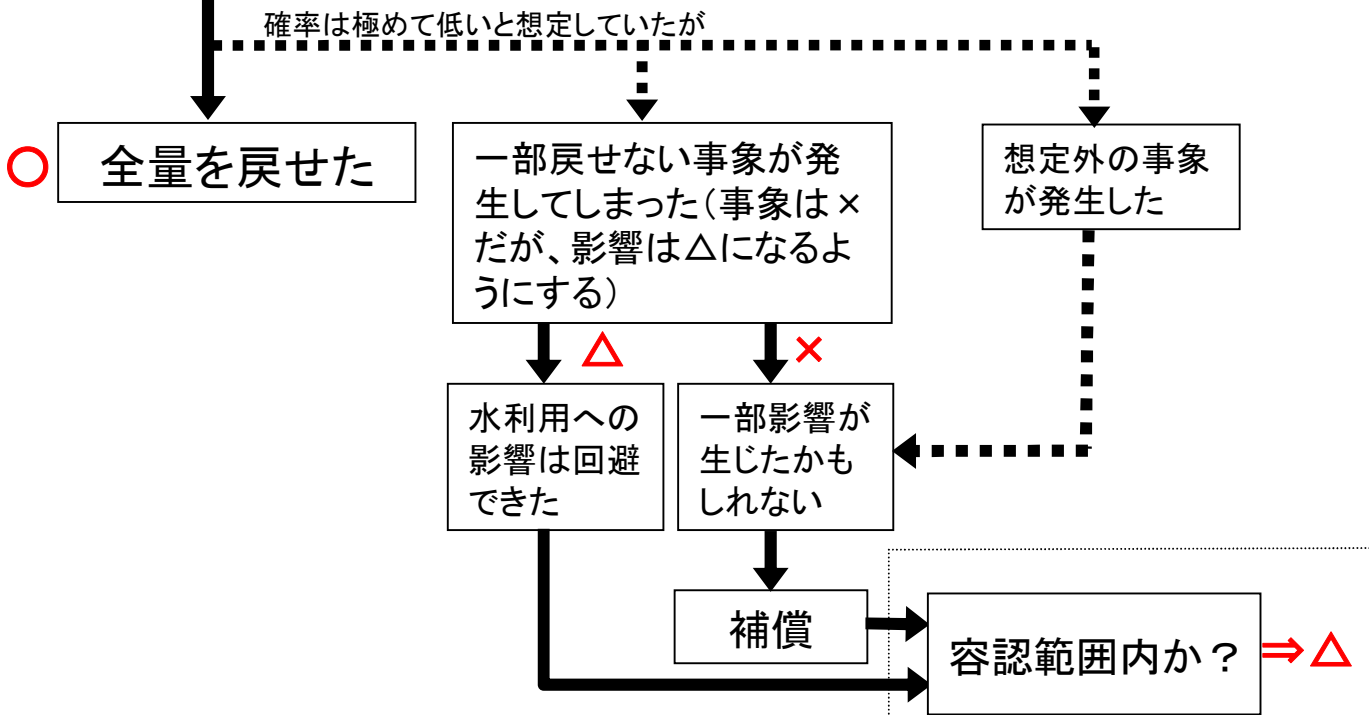 確率は極めて低いと想定していたが
○
全量を戻せた
一部戻せない事象が発
生してしまった(事象は×
だが、影響は△になるよ
うにする)
想定外の事象
が発生した
△
×
水利用への
影響は回避
できた
一部影響が
生じたかも
しれない
補償
容認範囲内か？
⇒△